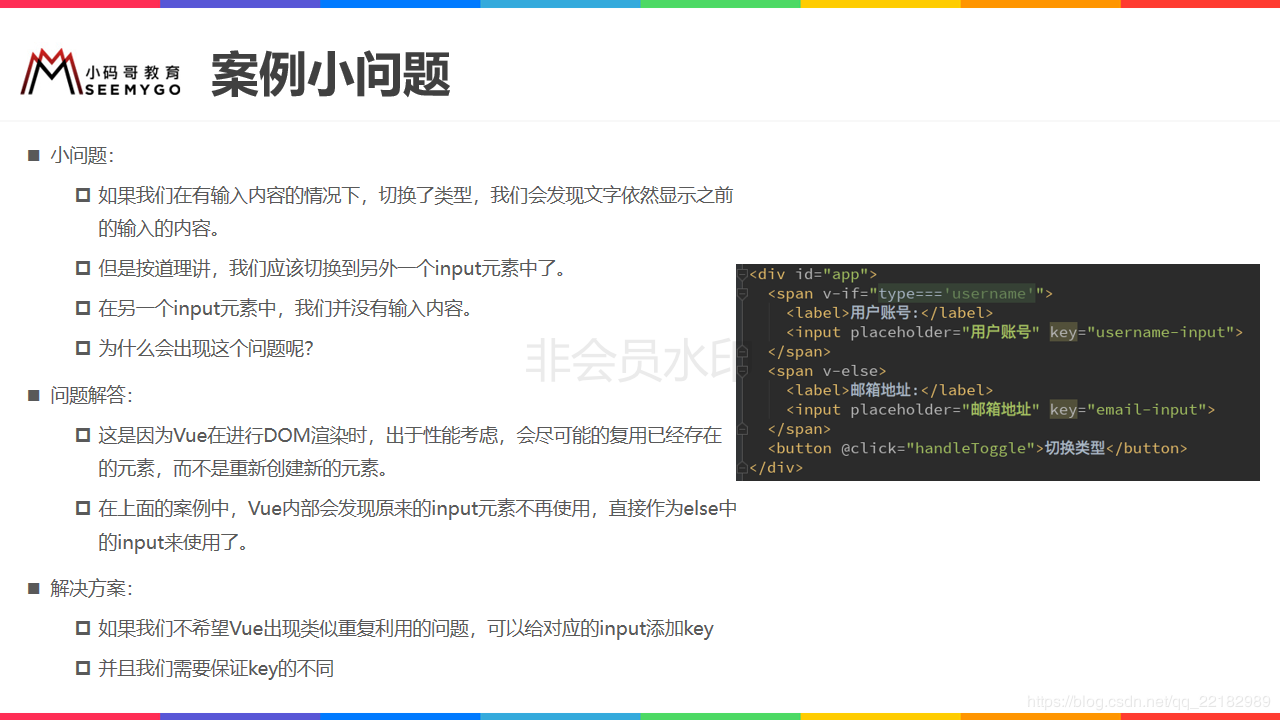 小码哥教育
SEEMYGO
案例小问题
小问题：
如果我们在有输入内容的情况下，切换了类型，我们会发现文字依然显示之前
的输入的内容。
但是按道理讲，我们应该切换到另外一个input元素中了。
在另一个input元素中，我们并没有输入内容。
为什么会出现这个问题呢？
问题解答：
这是因为Vue在进行DOM渲染时，出于性能考虑，会尽可能的复用已经存在
的元素，而不是重新创建新的元素。
在上面的案例中，Vue内部会发现原来的input元素不再使用，直接作为else中
的input来使用了。
解决方案：
如果我们不希望Vue出现类似重复利用的问题，可以给对应的input添加key
并且我们需要保证key的不同
<div id="app">
<span v-if="type==='username'">
<label>用户账号:</label>
<input placeholder="用户账号" key="username-input">
</span>
<span v-else>
<label>邮箱地址:</label>
<input placeholder="邮箱地址" key="email-input">
</span>
<button @click="handleToggle">切换类型</button>
</div>
非会员水印
https://blog.csdn.net/qq_22182989